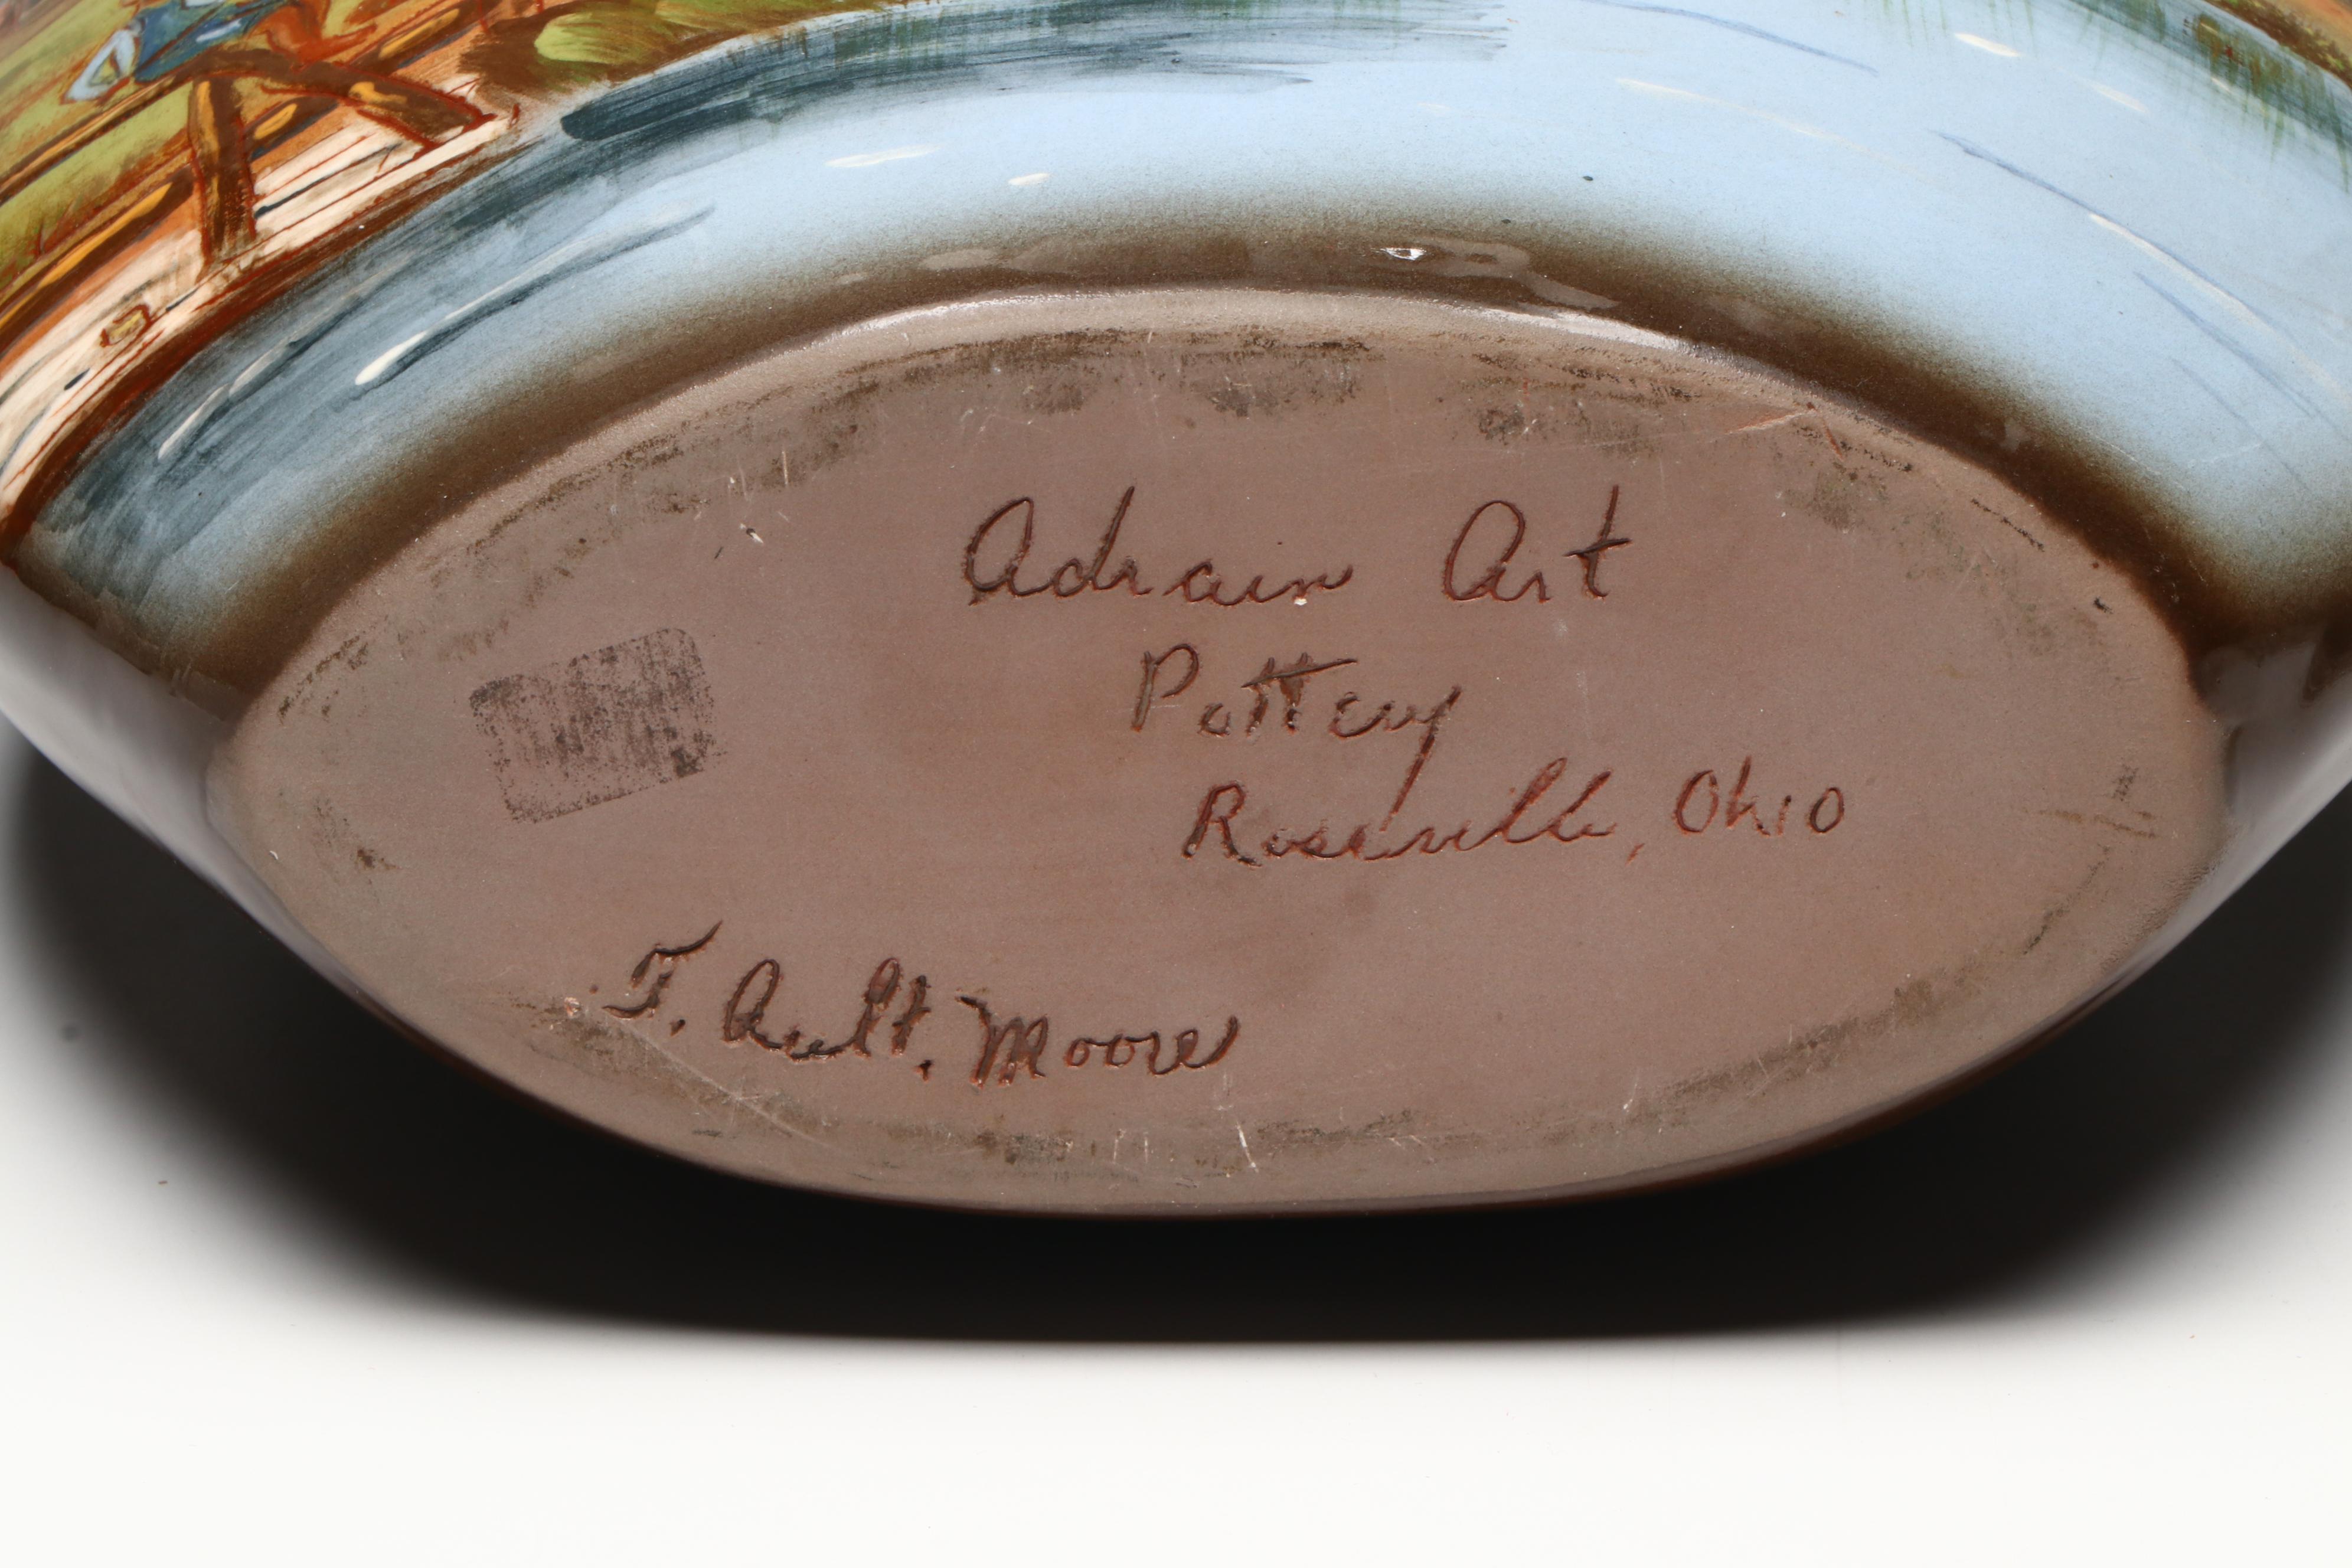 Adrain Art
Pottery
Roseville, Ohio
T. Ault. Moore